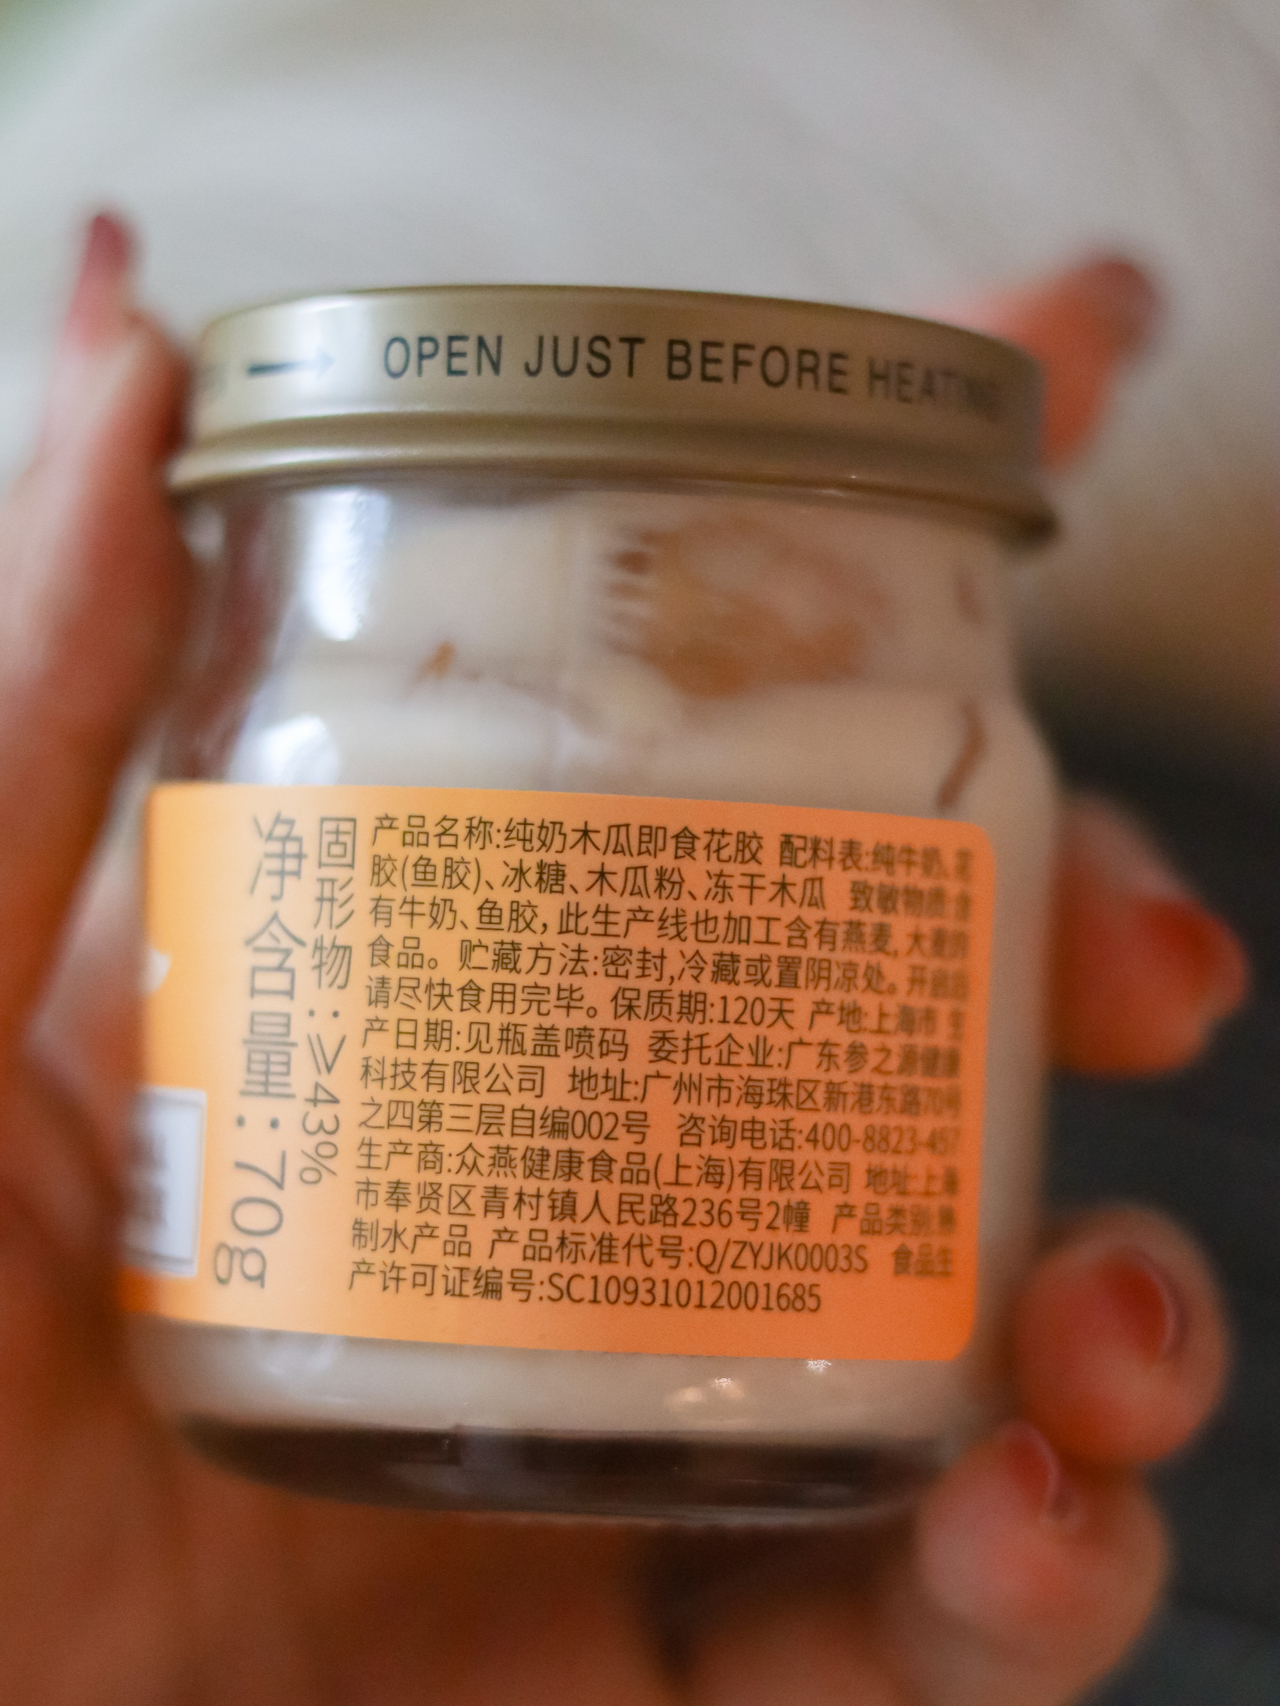 OPEN JUST BEFORE HEATING
净含量：70g
固形物：≥43%
产品名称:纯奶木瓜即食花胶 配料表:纯牛奶、花
胶(鱼胶)、冰糖、木瓜粉、冻干木瓜 致敏物质:含
有牛奶、鱼胶，此生产线也加工含有燕麦，大麦的
食品。贮藏方法:密封,冷藏或置阴凉处。开启后
请尽快食用完毕。保质期:120天 产地:上海市 生
产日期:见瓶盖喷码 委托企业:广东参之源健康
科技有限公司 地址:广州市海珠区新港东路70号
之四第三层自编002号 咨询电话:400-8823-457
生产商:众燕健康食品(上海)有限公司 地址:上海
市奉贤区青村镇人民路236号2幢 产品类别:熟
制水产品 产品标准代号:Q/ZYJK0003S 食品生
产许可证编号:SC10931012001685